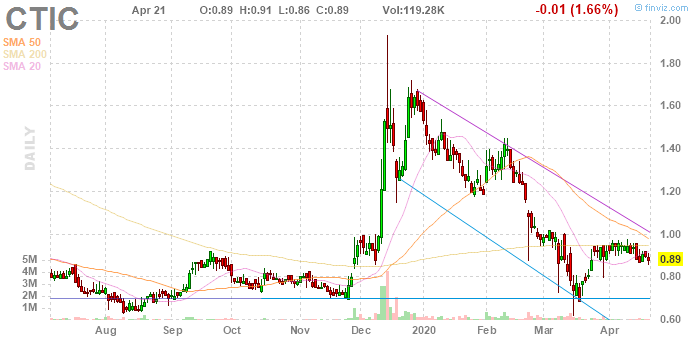 CTIC
Apr 21 O:0.89 H:0.91 L:0.86 C:0.89 Vol:119.28K -0.01 (1.66%)
© finviz.com
SMA 50
SMA 200
SMA 20
DAILY
2.00
1.80
1.60
1.40
1.20
1.00
0.89
0.80
0.60
5M
4M
3M
2M
1M
Aug Sep Oct Nov Dec 2020 Feb Mar Apr